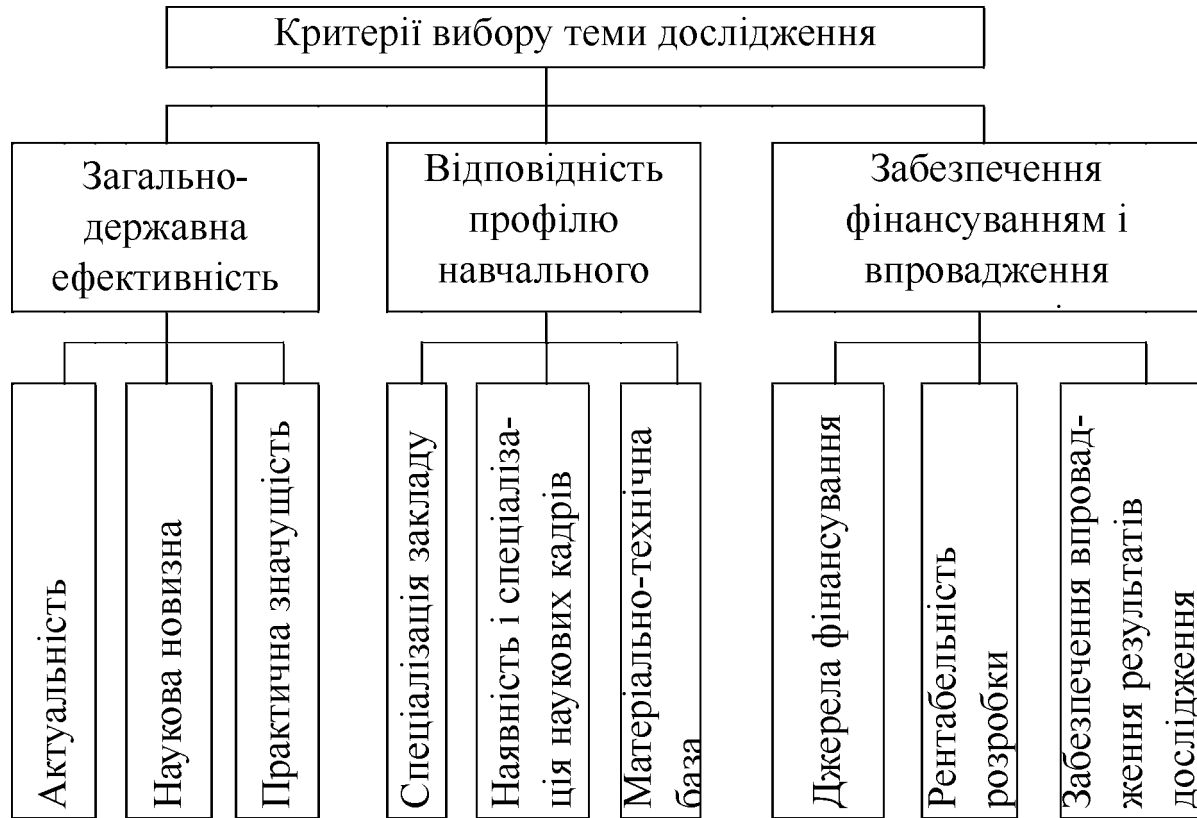 Критерії вибору теми дослідження
Загально-
державна
ефективність
Відповідність
профілю
навчального
Забезпечення
фінансуванням і
впровадження
Актуальність
Наукова новизна
Практична значущість
Спеціалізація закладу
Наявність і спеціаліза-
ція наукових кадрів
Матеріально-технічна
база
Джерела фінансування
Рентабельність
розробки
Забезпечення впровад-
ження результатів
дослідження